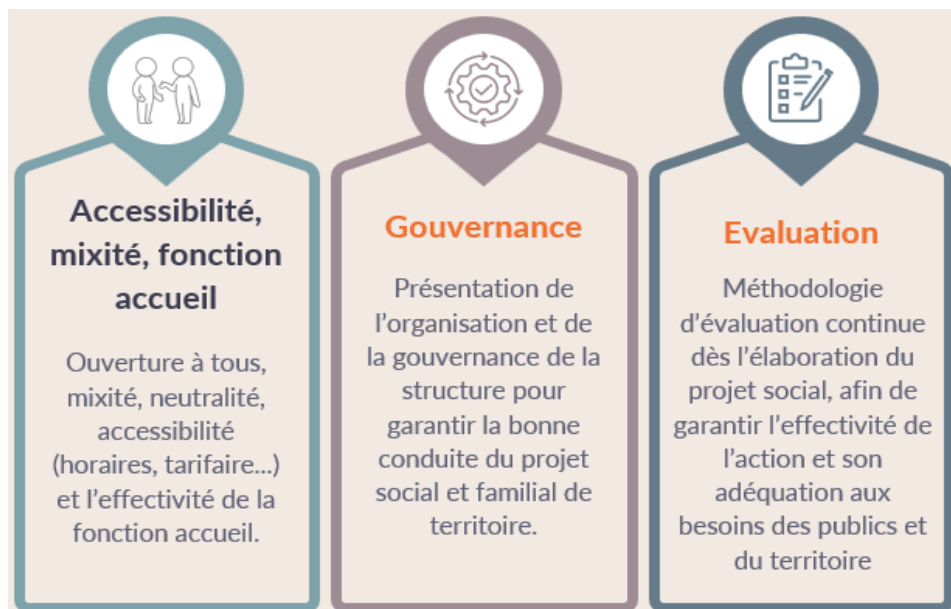 Accessibilité,
mixité, fonction
accueil
Ouverture à tous,
mixité, neutralité,
accessibilité
(horaires, tarifaire...)
et l’effectivité de la
fonction accueil.
Gouvernance
Présentation de
l’organisation et de
la gouvernance de la
structure pour
garantir la bonne
conduite du projet
social et familial de
territoire.
Evaluation
Méthodologie
d’évaluation continue
dès l’élaboration du
projet social, afin de
garantir l’effectivité de
l’action et son
adéquation aux
besoins des publics et
du territoire